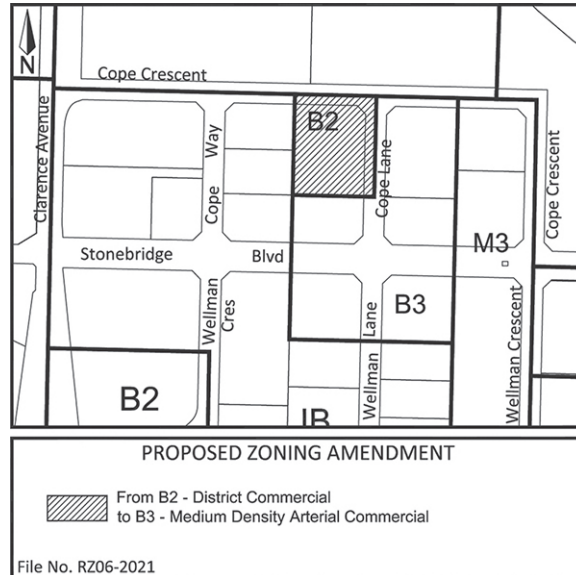 N
Cope Crescent
Clarence Avenue
Cope Way
B2
Cope Lane
Cope Crescent
M3
Stonebridge Blvd
Wellman Cres
Wellman Lane
B3
Wellman Crescent
B2
IB
PROPOSED ZONING AMENDMENT
From B2 - District Commercial
to B3 - Medium Density Arterial Commercial
File No. RZ06-2021